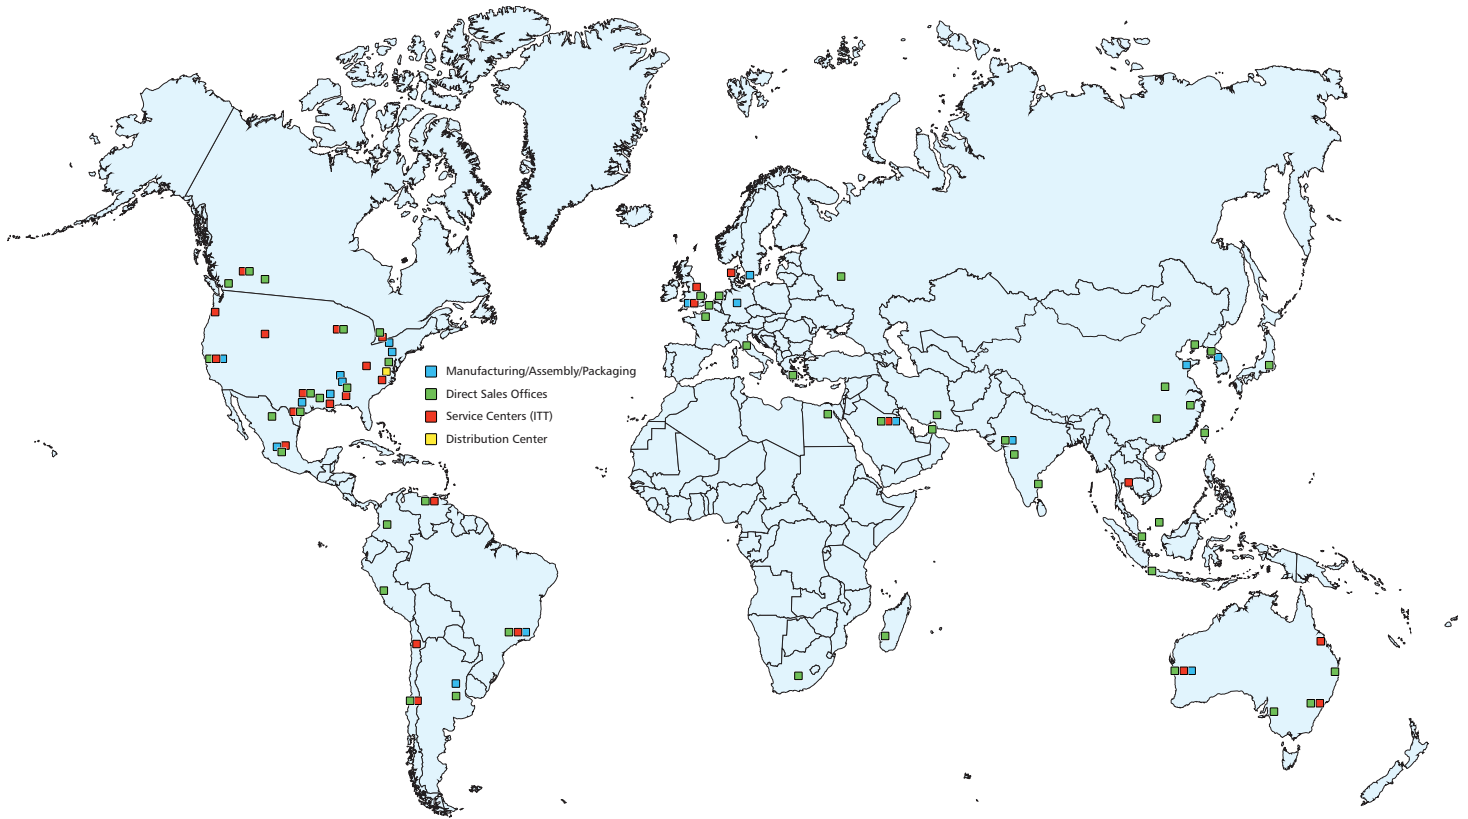 Manufacturing/Assembly/Packaging
Direct Sales Offices
Service Centers (ITT)
Distribution Center